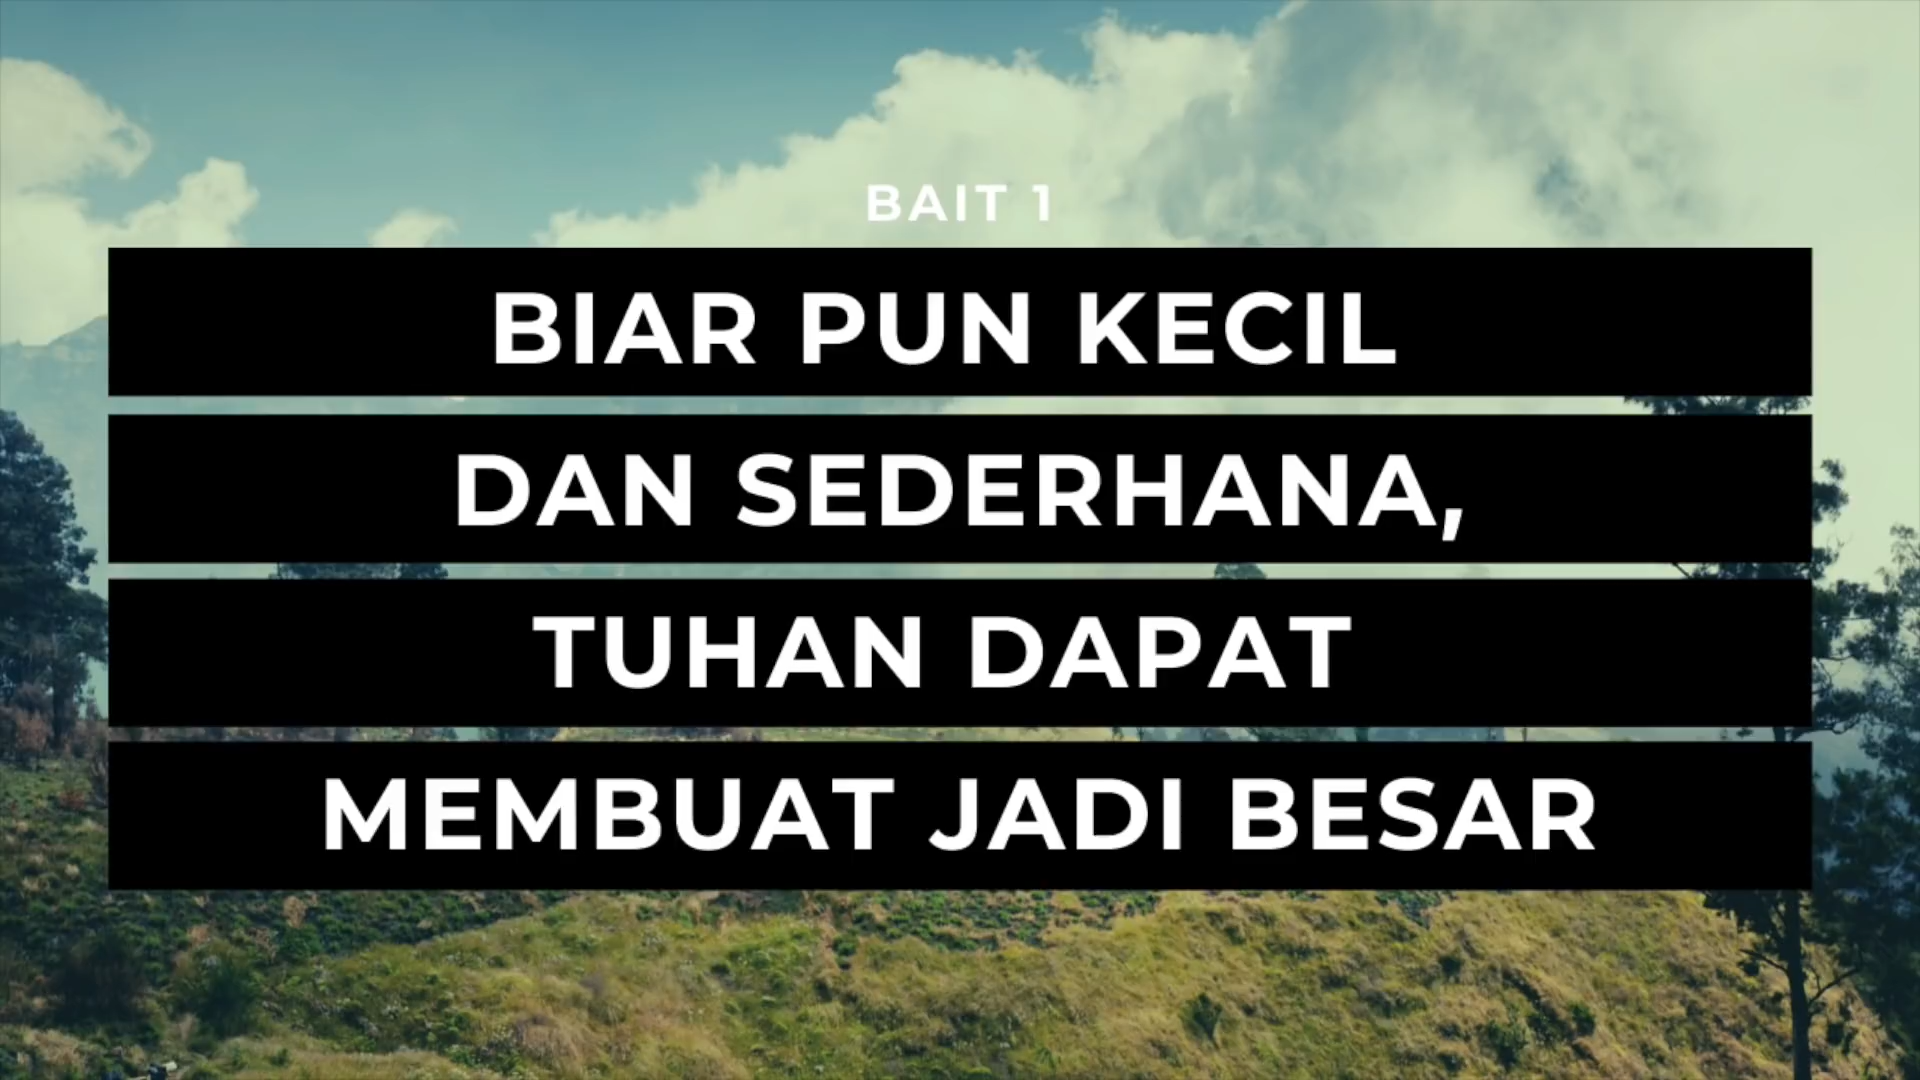 BAIT 1
BIAR PUN KECIL
DAN SEDERHANA,
TUHAN DAPAT
MEMBUAT JADI BESAR